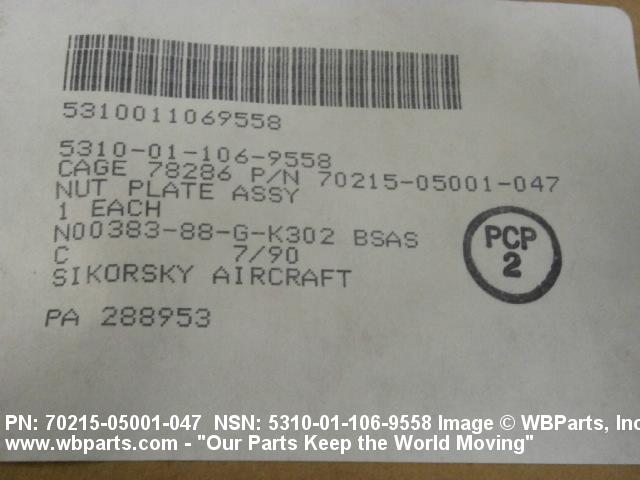 5310011069558
5310-01-106-9558
CAGE 78286 P/N 70215-05001-047
NUT PLATE ASSY
1 EACH
N00383-88-G-K302 BSAS
C 7/90
SIKORSKY AIRCRAFT
PA 288953
PCP
2
PN: 70215-05001-047 NSN: 5310-01-106-9558 Image © WBParts, Inc
www.wbparts.com - "Our Parts Keep the World Moving"